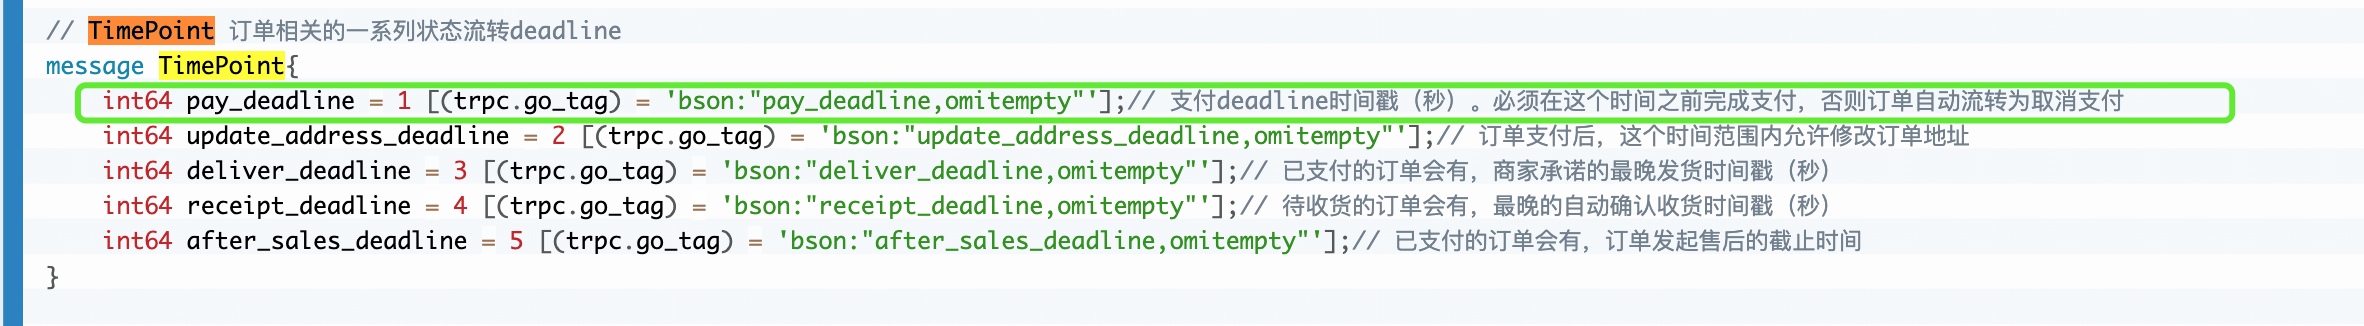 // TimePoint 订单相关的一系列状态流转deadline
message TimePoint{
int64 pay_deadline = 1 [(trpc.go_tag) = 'bson:"pay_deadline,omitempty"'];// 支付deadline时间戳（秒）。必须在这个时间之前完成支付，否则订单自动流转为取消支付
int64 update_address_deadline = 2 [(trpc.go_tag) = 'bson:"update_address_deadline,omitempty"'];// 订单支付后，这个时间范围内允许修改订单地址
int64 deliver_deadline = 3 [(trpc.go_tag) = 'bson:"deliver_deadline,omitempty"'];// 已支付的订单会有，商家承诺的最晚发货时间戳（秒）
int64 receipt_deadline = 4 [(trpc.go_tag) = 'bson:"receipt_deadline,omitempty"'];// 待收货的订单会有，最晚的自动确认收货时间戳（秒）
int64 after_sales_deadline = 5 [(trpc.go_tag) = 'bson:"after_sales_deadline,omitempty"'];// 已支付的订单会有，订单发起售后的截止时间
}